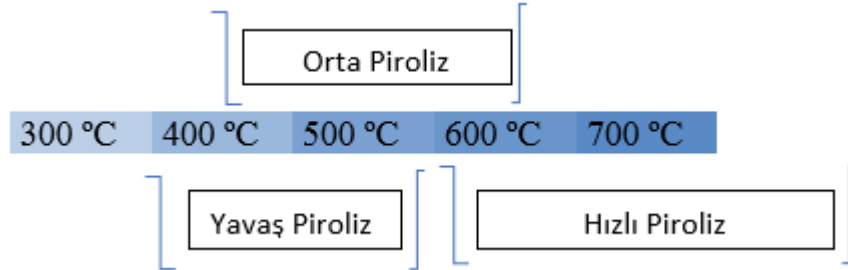 Orta Piroliz
300 ºC 400 ºC 500 ºC 600 ºC 700 ºC
Yavaş Piroliz Hızlı Piroliz